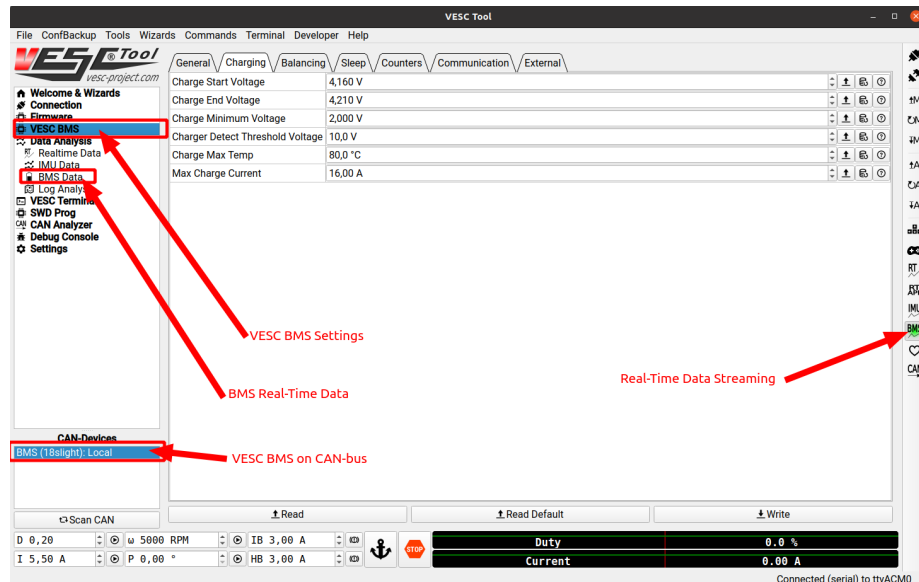 VESC Tool
File ConfBackup Tools Wizards Commands Terminal Developer Help
VESC® Tool
vesc-project.com
General Charging Balancing Sleep Counters Communication External
Charge Start Voltage 4,160 V
Charge End Voltage 4,210 V
Charge Minimum Voltage 2,000 V
Charger Detect Threshold Voltage 10,0 V
Charge Max Temp 80,0 °C
Max Charge Current 16,00 A
Welcome & Wizards
Connection
Firmware
VESC BMS
Data Analysis
RT Realtime Data
IMU Data
BMS Data
Log Analysis
VESC Terminal
SWD Prog
CAN CAN Analyzer
Debug Console
Settings
VESC BMS Settings
BMS Real-Time Data
Real-Time Data Streaming
VESC BMS on CAN-bus
CAN-Devices
BMS (18slight): Local
Scan CAN
Read Read Default Write
D 0,20 ω 5000 RPM IB 3,00 A
I 5,50 A P 0,00 ° HB 3,00 A
STOP
Duty 0.0 %
Current 0.00 A
Connected (serial) to ttyACM0
RT
IMU
BMS
CAN